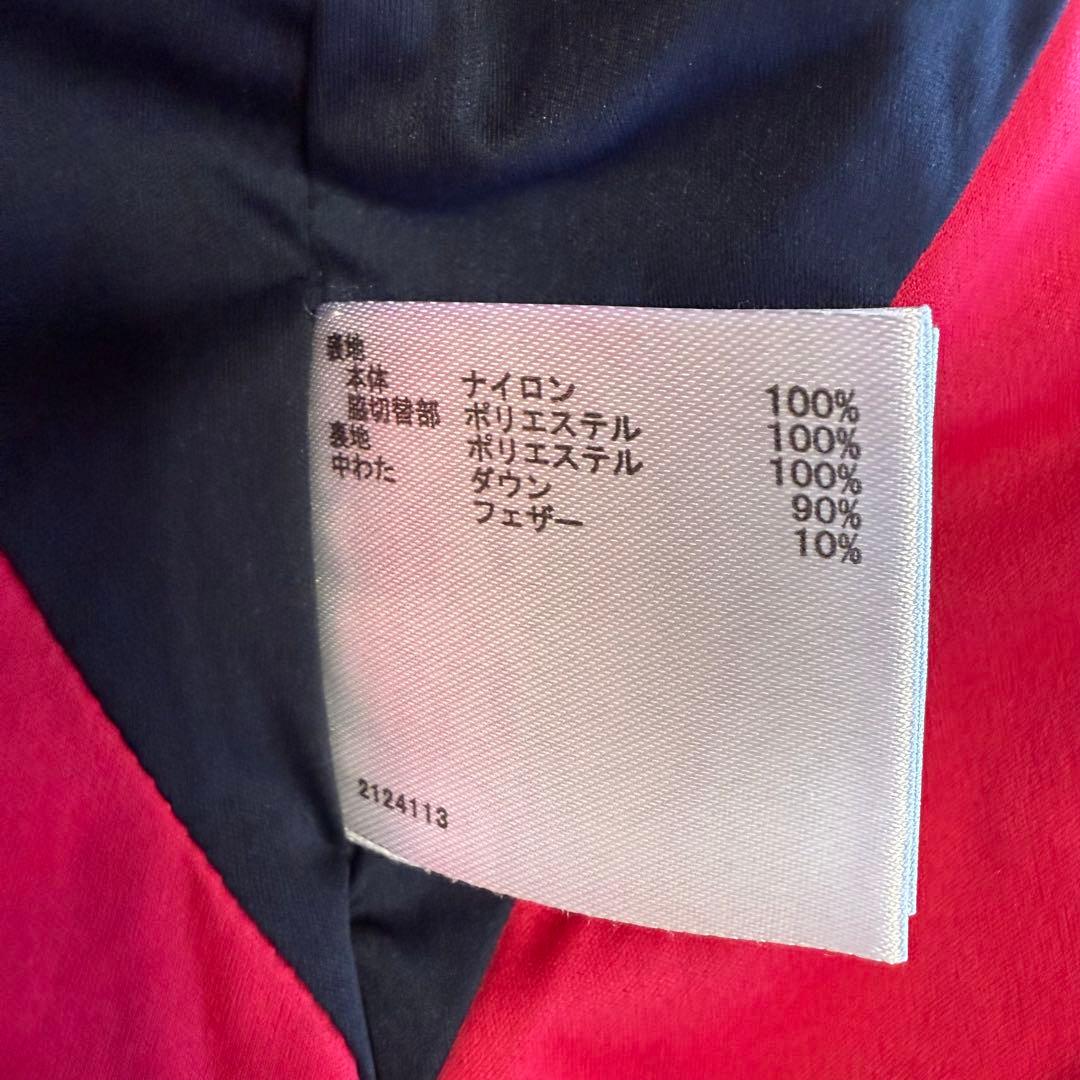 表地
本体 ナイロン 100%
脇切替部 ポリエステル 100%
裏地 ポリエステル 100%
中わた ダウン 90%
フェザー 10%
2124113